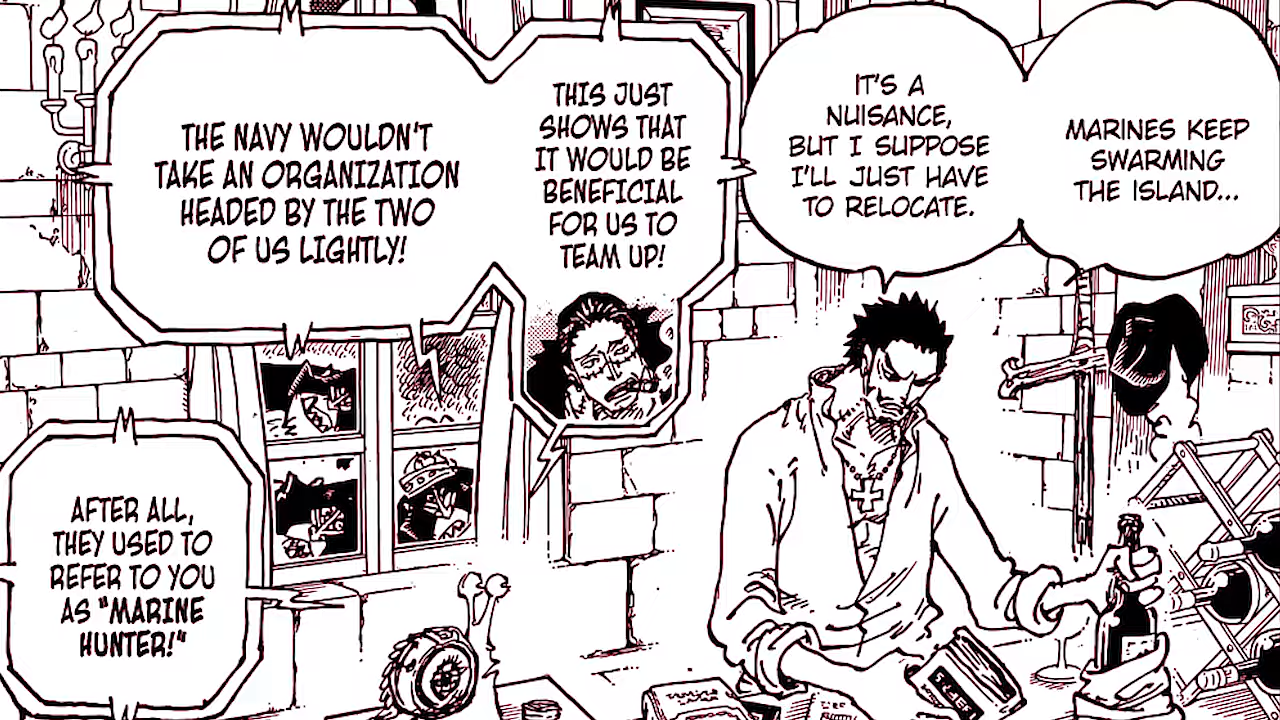 MARINES KEEP
SWARMING
THE ISLAND...
IT'S A
NUISANCE,
BUT I SUPPOSE
I'LL JUST HAVE
TO RELOCATE.
THIS JUST
SHOWS THAT
IT WOULD BE
BENEFICIAL
FOR US TO
TEAM UP!
THE NAVY WOULDN'T
TAKE AN ORGANIZATION
HEADED BY THE TWO
OF US LIGHTLY!
AFTER ALL,
THEY USED TO
REFER TO YOU
AS "MARINE
HUNTER!"